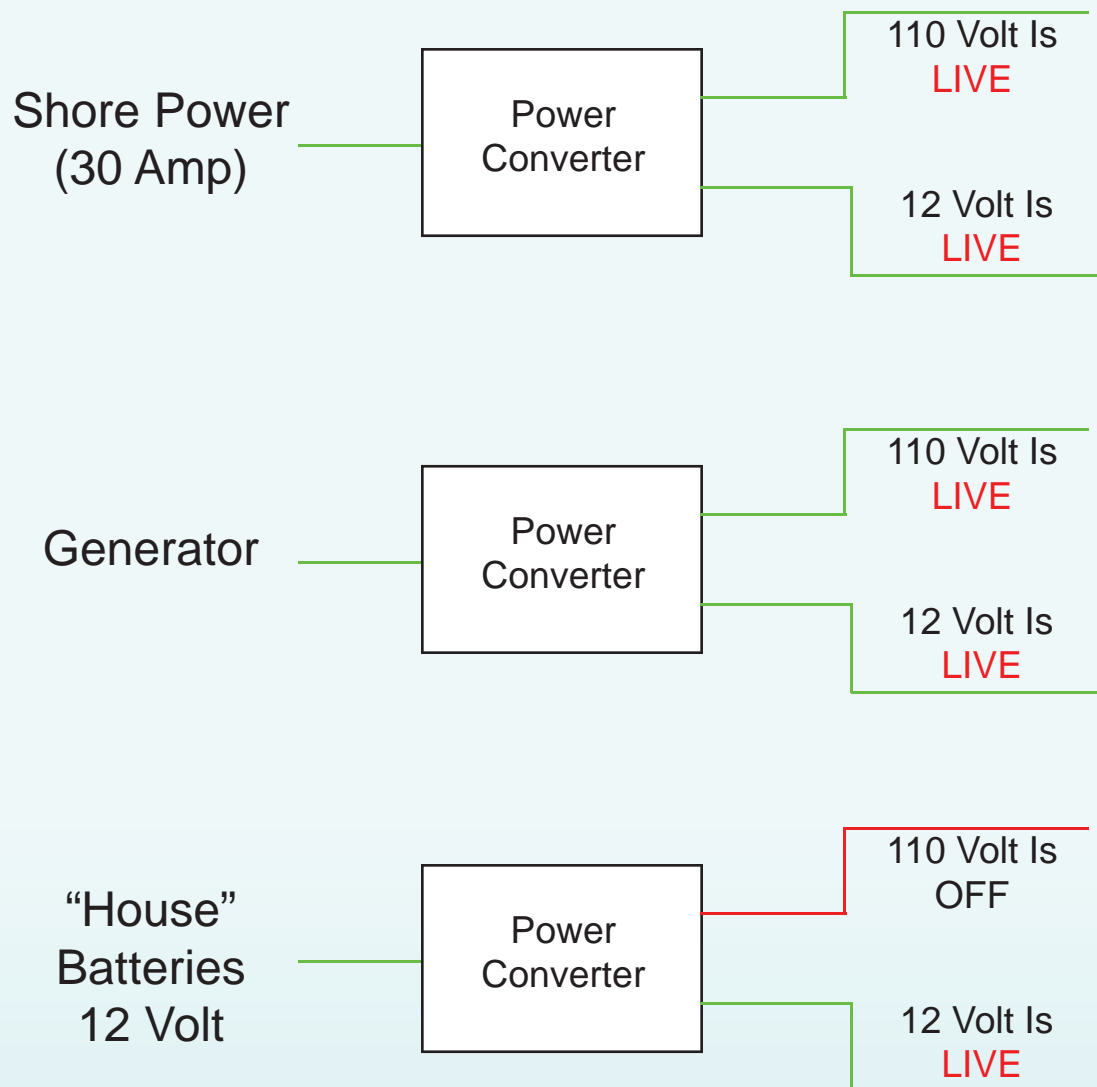 Shore Power
(30 Amp)
Power
Converter
110 Volt Is
LIVE
12 Volt Is
LIVE
Generator
Power
Converter
110 Volt Is
LIVE
12 Volt Is
LIVE
“House”
Batteries
12 Volt
Power
Converter
110 Volt Is
OFF
12 Volt Is
LIVE